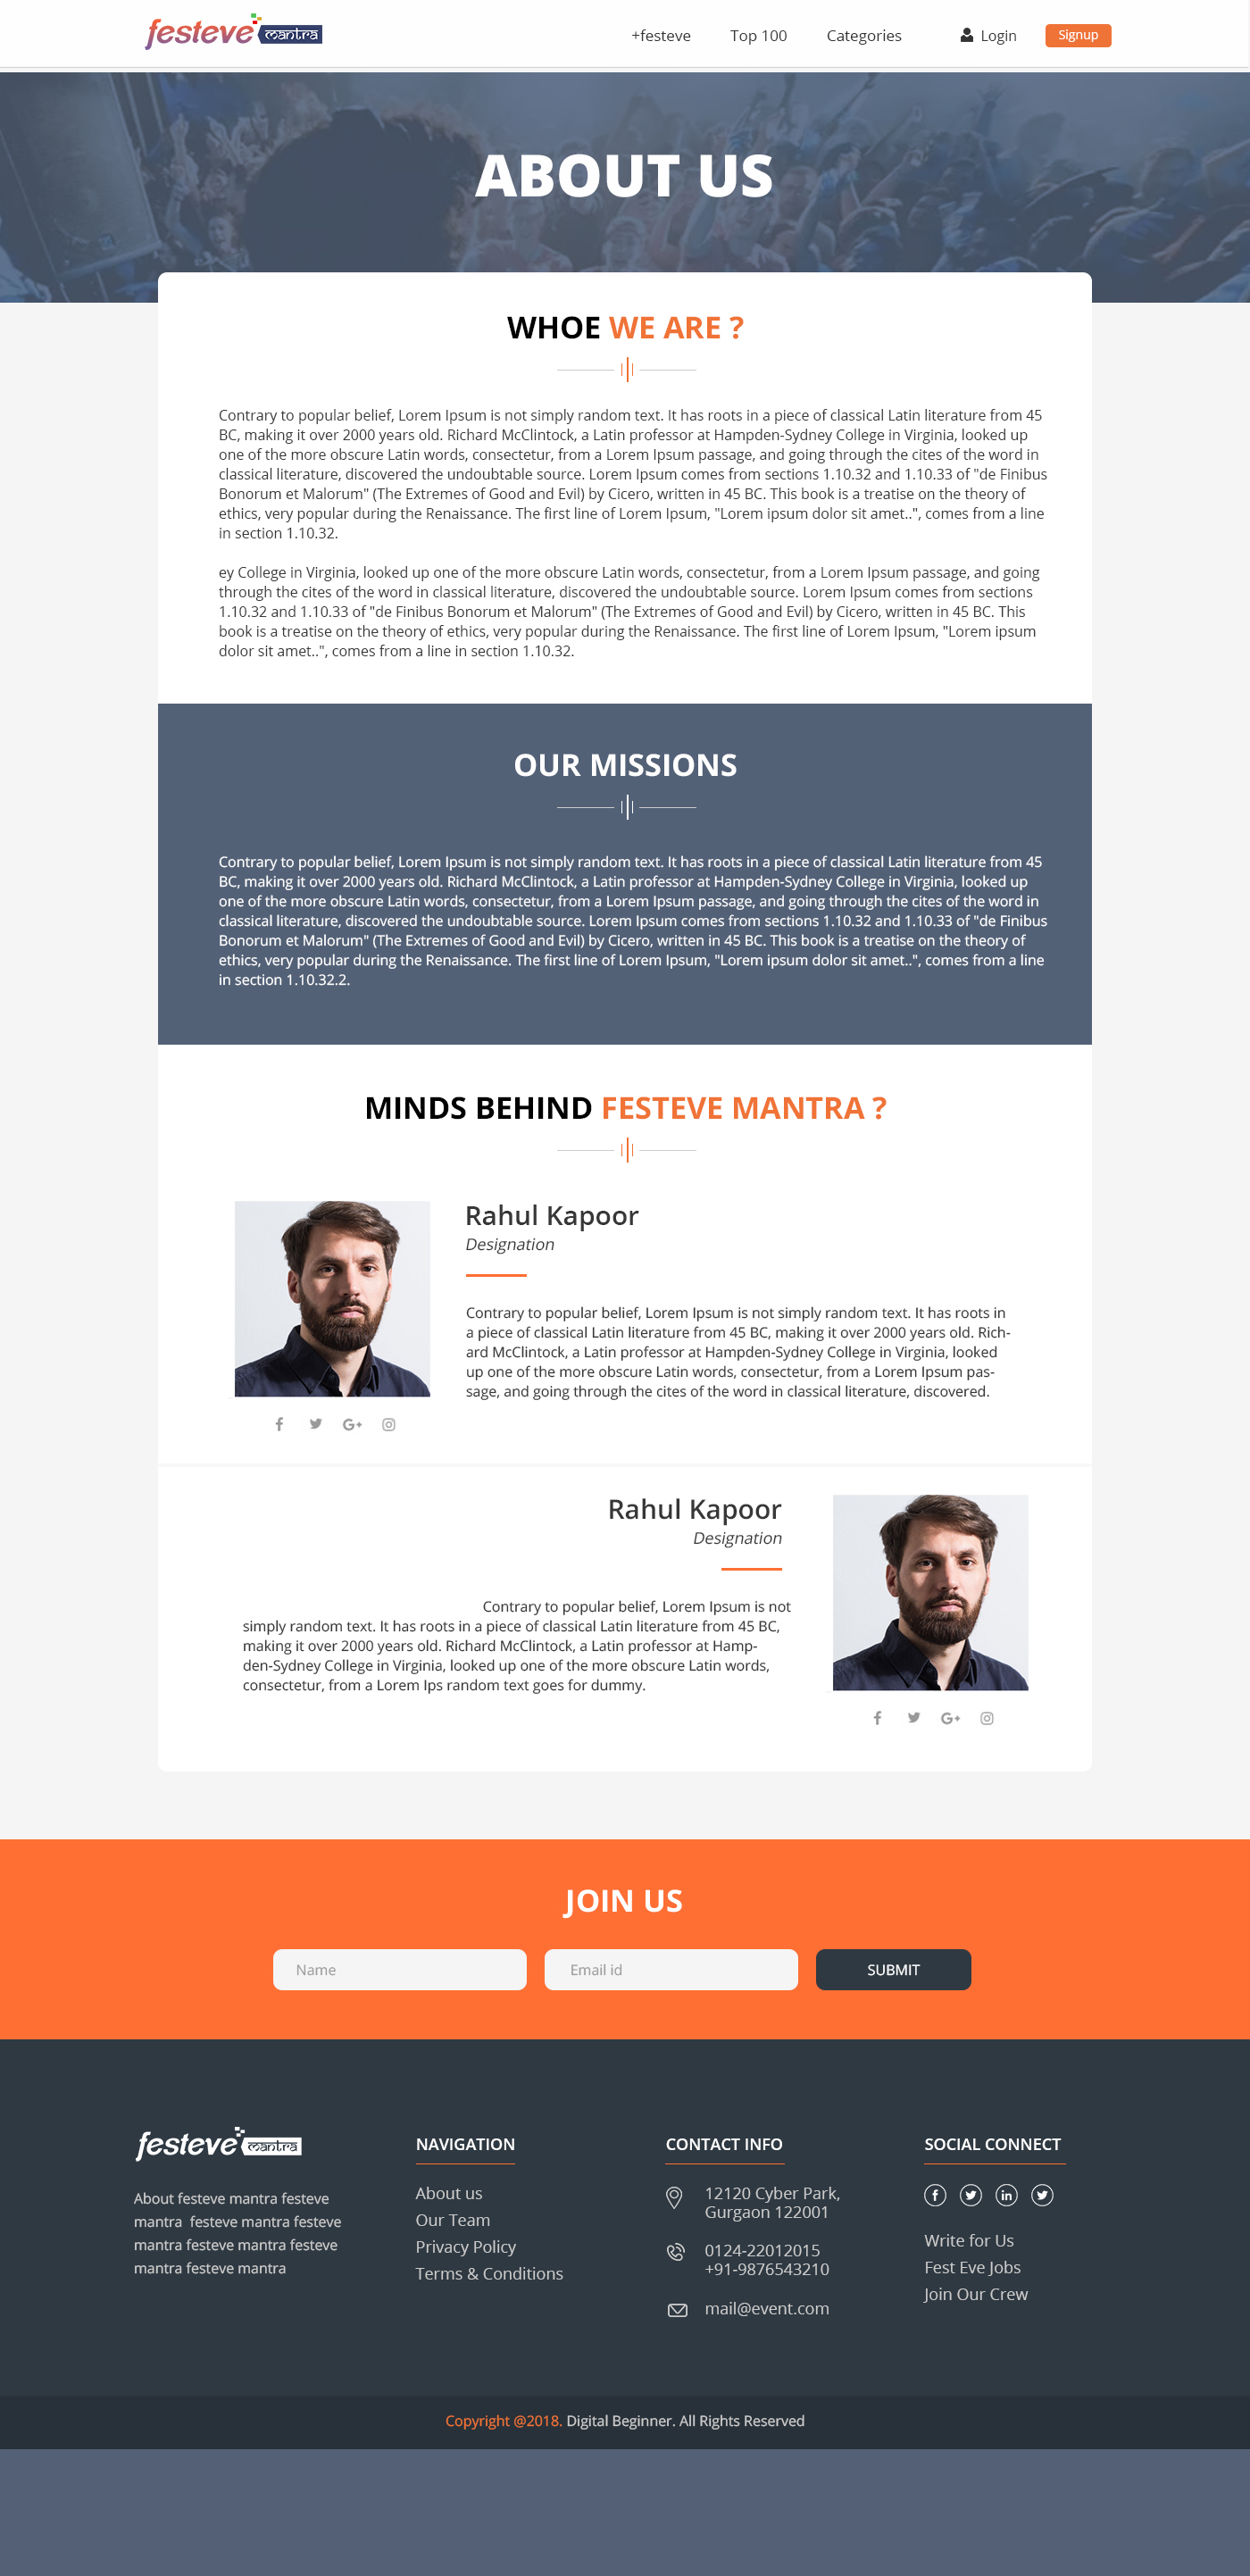 festeve मantra
+festeve
Top 100
Categories
Login
Signup
ABOUT US
WHOE WE ARE ?
Contrary to popular belief, Lorem Ipsum is not simply random text. It has roots in a piece of classical Latin literature from 45
BC, making it over 2000 years old. Richard McClintock, a Latin professor at Hampden-Sydney College in Virginia, looked up
one of the more obscure Latin words, consectetur, from a Lorem Ipsum passage, and going through the cites of the word in
classical literature, discovered the undoubtable source. Lorem Ipsum comes from sections 1.10.32 and 1.10.33 of "de Finibus
Bonorum et Malorum" (The Extremes of Good and Evil) by Cicero, written in 45 BC. This book is a treatise on the theory of
ethics, very popular during the Renaissance. The first line of Lorem Ipsum, "Lorem ipsum dolor sit amet..", comes from a line
in section 1.10.32.
ey College in Virginia, looked up one of the more obscure Latin words, consectetur, from a Lorem Ipsum passage, and going
through the cites of the word in classical literature, discovered the undoubtable source. Lorem Ipsum comes from sections
1.10.32 and 1.10.33 of "de Finibus Bonorum et Malorum" (The Extremes of Good and Evil) by Cicero, written in 45 BC. This
book is a treatise on the theory of ethics, very popular during the Renaissance. The first line of Lorem Ipsum, "Lorem ipsum
dolor sit amet..", comes from a line in section 1.10.32.
OUR MISSIONS
Contrary to popular belief, Lorem Ipsum is not simply random text. It has roots in a piece of classical Latin literature from 45
BC, making it over 2000 years old. Richard McClintock, a Latin professor at Hampden-Sydney College in Virginia, looked up
one of the more obscure Latin words, consectetur, from a Lorem Ipsum passage, and going through the cites of the word in
classical literature, discovered the undoubtable source. Lorem Ipsum comes from sections 1.10.32 and 1.10.33 of "de Finibus
Bonorum et Malorum" (The Extremes of Good and Evil) by Cicero, written in 45 BC. This book is a treatise on the theory of
ethics, very popular during the Renaissance. The first line of Lorem Ipsum, "Lorem ipsum dolor sit amet..", comes from a line
in section 1.10.32.2.
MINDS BEHIND FESTEVE MANTRA ?
Rahul Kapoor
Designation
Contrary to popular belief, Lorem Ipsum is not simply random text. It has roots in
a piece of classical Latin literature from 45 BC, making it over 2000 years old. Rich-
ard McClintock, a Latin professor at Hampden-Sydney College in Virginia, looked
up one of the more obscure Latin words, consectetur, from a Lorem Ipsum pas-
sage, and going through the cites of the word in classical literature, discovered.
Rahul Kapoor
Designation
Contrary to popular belief, Lorem Ipsum is not
simply random text. It has roots in a piece of classical Latin literature from 45 BC,
making it over 2000 years old. Richard McClintock, a Latin professor at Hamp-
den-Sydney College in Virginia, looked up one of the more obscure Latin words,
consectetur, from a Lorem Ips random text goes for dummy.
JOIN US
Name
Email id
SUBMIT
festeve मantra
About festeve mantra festeve
mantra festeve mantra festeve
mantra festeve mantra festeve
mantra festeve mantra
NAVIGATION
About us
Our Team
Privacy Policy
Terms & Conditions
CONTACT INFO
12120 Cyber Park,
Gurgaon 122001
0124-22012015
+91-9876543210
mail@event.com
SOCIAL CONNECT
Write for Us
Fest Eve Jobs
Join Our Crew
Copyright @2018. Digital Beginner. All Rights Reserved